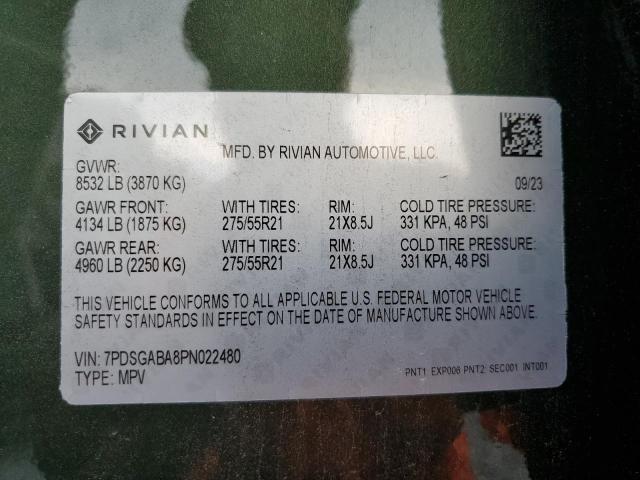 RIVIAN
MFD. BY RIVIAN AUTOMOTIVE, LLC.
GVWR:
8532 LB (3870 KG) 09/23
GAWR FRONT: WITH TIRES: RIM: COLD TIRE PRESSURE:
4134 LB (1875 KG) 275/55R21 21X8.5J 331 KPA, 48 PSI
GAWR REAR: WITH TIRES: RIM: COLD TIRE PRESSURE:
4960 LB (2250 KG) 275/55R21 21X8.5J 331 KPA, 48 PSI
THIS VEHICLE CONFORMS TO ALL APPLICABLE U.S. FEDERAL MOTOR VEHICLE
SAFETY STANDARDS IN EFFECT ON THE DATE OF MANUFACTURE SHOWN ABOVE.
VIN: 7PDSGABA8PN022480
TYPE: MPV
PNT1: EXP006 PNT2: SEC001 INT001